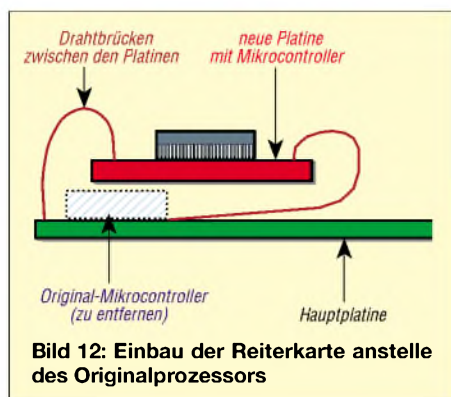 Drahtbrücken
zwischen den Platinen
neue Platine
mit Mikrocontroller
Original-Mikrocontroller
(zu entfernen)
Hauptplatine
Bild 12: Einbau der Reiterkarte anstelle
des Originalprozessors